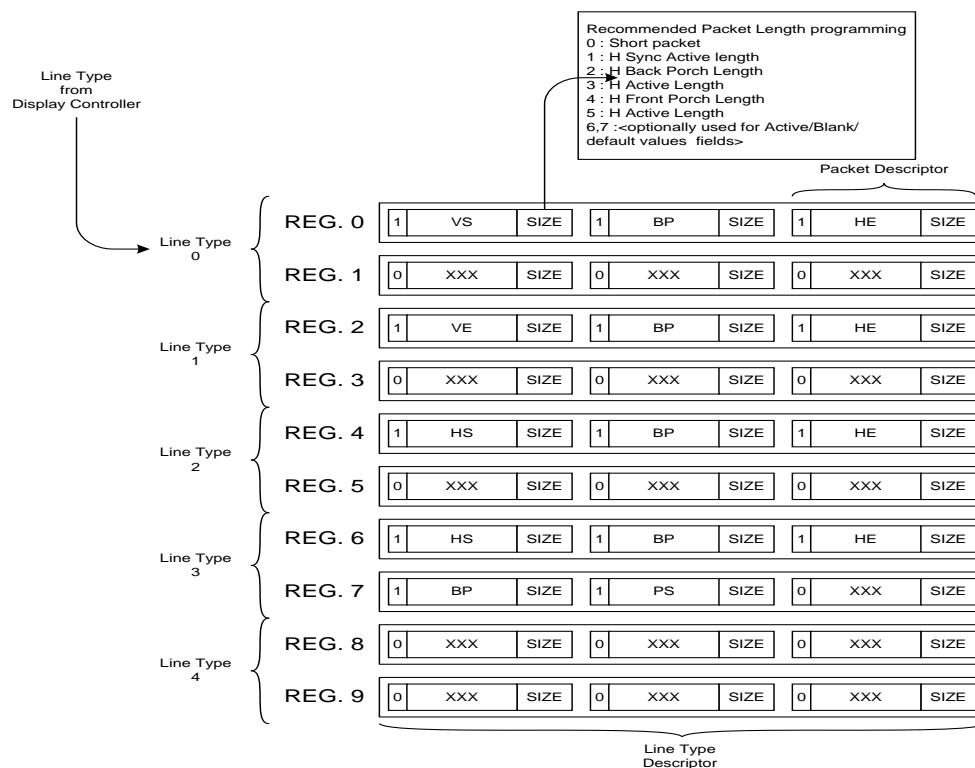 Recommended Packet Length programming
0 : Short packet
1 : H Sync Active length
2 : H Back Porch Length
3 : H Active Length
4 : H Front Porch Length
5 : H Active Length
6,7 :<optionally used for Active/Blank/
default values fields>
Line Type
from
Display Controller
Packet Descriptor
Line Type
0
REG. 0 1 VS SIZE 1 BP SIZE 1 HE SIZE
REG. 1 0 XXX SIZE 0 XXX SIZE 0 XXX SIZE
Line Type
1
REG. 2 1 VE SIZE 1 BP SIZE 1 HE SIZE
REG. 3 0 XXX SIZE 0 XXX SIZE 0 XXX SIZE
Line Type
2
REG. 4 1 HS SIZE 1 BP SIZE 1 HE SIZE
REG. 5 0 XXX SIZE 0 XXX SIZE 0 XXX SIZE
Line Type
3
REG. 6 1 HS SIZE 1 BP SIZE 1 HE SIZE
REG. 7 1 BP SIZE 1 PS SIZE 0 XXX SIZE
Line Type
4
REG. 8 0 XXX SIZE 0 XXX SIZE 0 XXX SIZE
REG. 9 0 XXX SIZE 0 XXX SIZE 0 XXX SIZE
Line Type
Descriptor